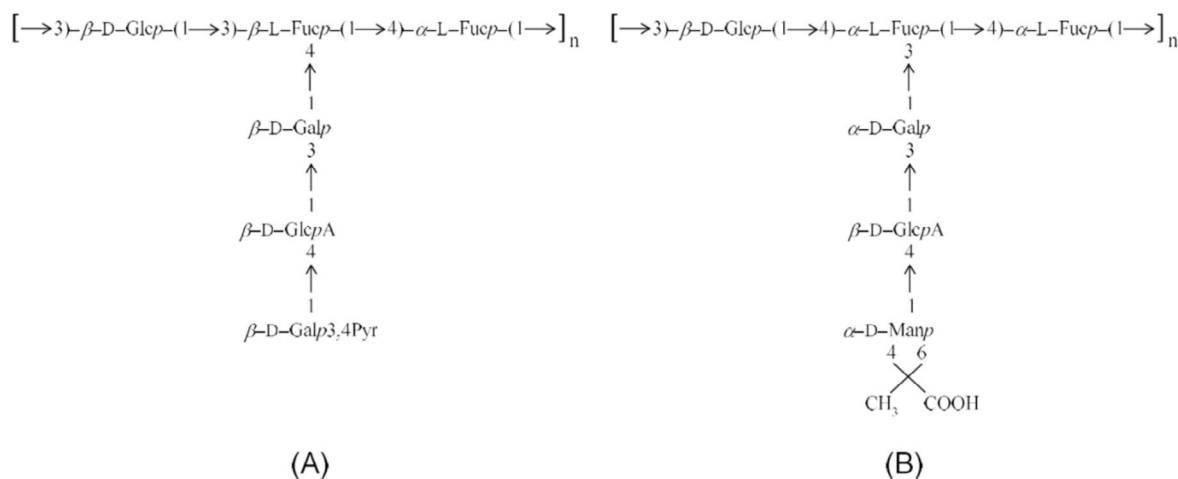 [→3)–β–D–Glcp–(1→3)–β–L–Fucp–(1→4)–α–L–Fucp–(1→]n
4
↑
1
β–D–Galp
3
↑
1
β–D–GlcpA
4
↑
1
β–D–Galp3,4Pyr
(A)
[→3)–β–D–Glcp–(1→4)–α–L–Fucp–(1→4)–α–L–Fucp–(1→]n
3
↑
1
α–D–Galp
3
↑
1
β–D–GlcpA
4
↑
1
α–D–Manp
4 6
CH3 COOH
(B)